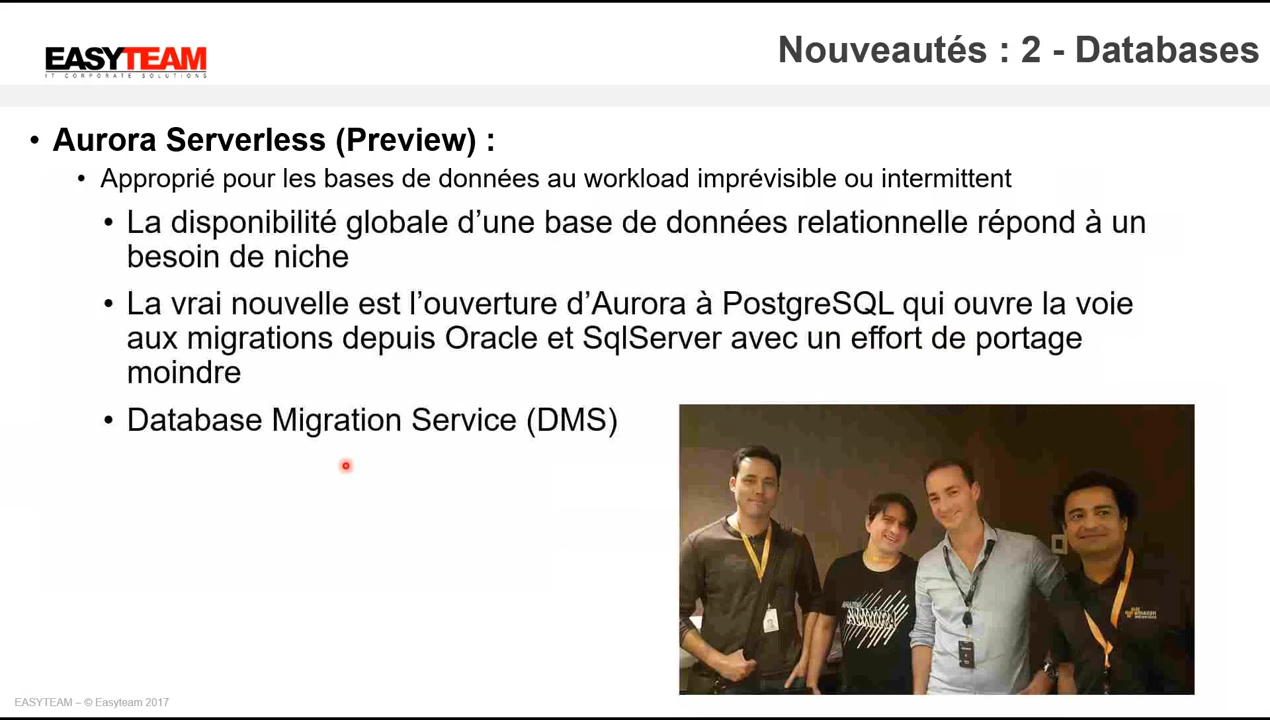 EASYTEAM
IT CORPORATE SOLUTIONS
Nouveautés : 2 - Databases
• Aurora Serverless (Preview) :
• Approprié pour les bases de données au workload imprévisible ou intermittent
• La disponibilité globale d’une base de données relationnelle répond à un
besoin de niche
• La vrai nouvelle est l’ouverture d’Aurora à PostgreSQL qui ouvre la voie
aux migrations depuis Oracle et SqlServer avec un effort de portage
moindre
• Database Migration Service (DMS)
EASYTEAM – © Easyteam 2017